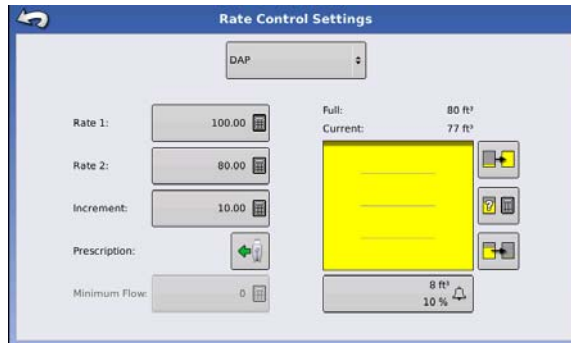 Rate Control Settings
DAP
Full: 80 ft³
Current: 77 ft³
Rate 1: 100.00
Rate 2: 80.00
Increment: 10.00
Prescription:
Minimum Flow: 0
8 ft³
10 %